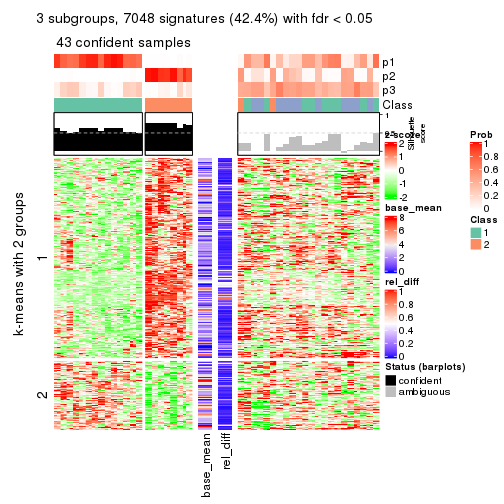 3 subgroups, 7048 signatures (42.4%) with fdr < 0.05
43 confident samples
p1
p2
p3
Class
1
0.5
Silhouette
score
k-means with 2 groups
1
2
base_mean
rel_diff
z-score
2
1
0
-1
-2
base_mean
8
6
4
2
0
rel_diff
1
0.8
0.6
0.4
0.2
0
Status (barplots)
confident
ambiguous
Prob
1
0.8
0.6
0.4
0.2
0
Class
1
2